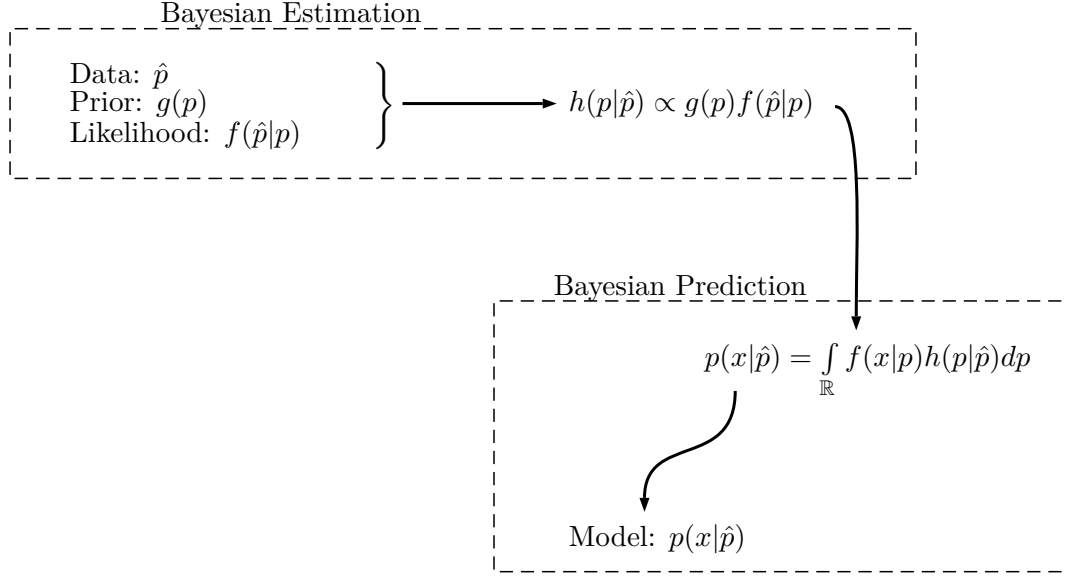 Bayesian Estimation
Data: p̂
Prior: g(p)
Likelihood: f(p̂|p)
h(p|p̂) ∝ g(p)f(p̂|p)
Bayesian Prediction
p(x|p̂) = ∫ℝ f(x|p)h(p|p̂)dp
Model: p(x|p̂)